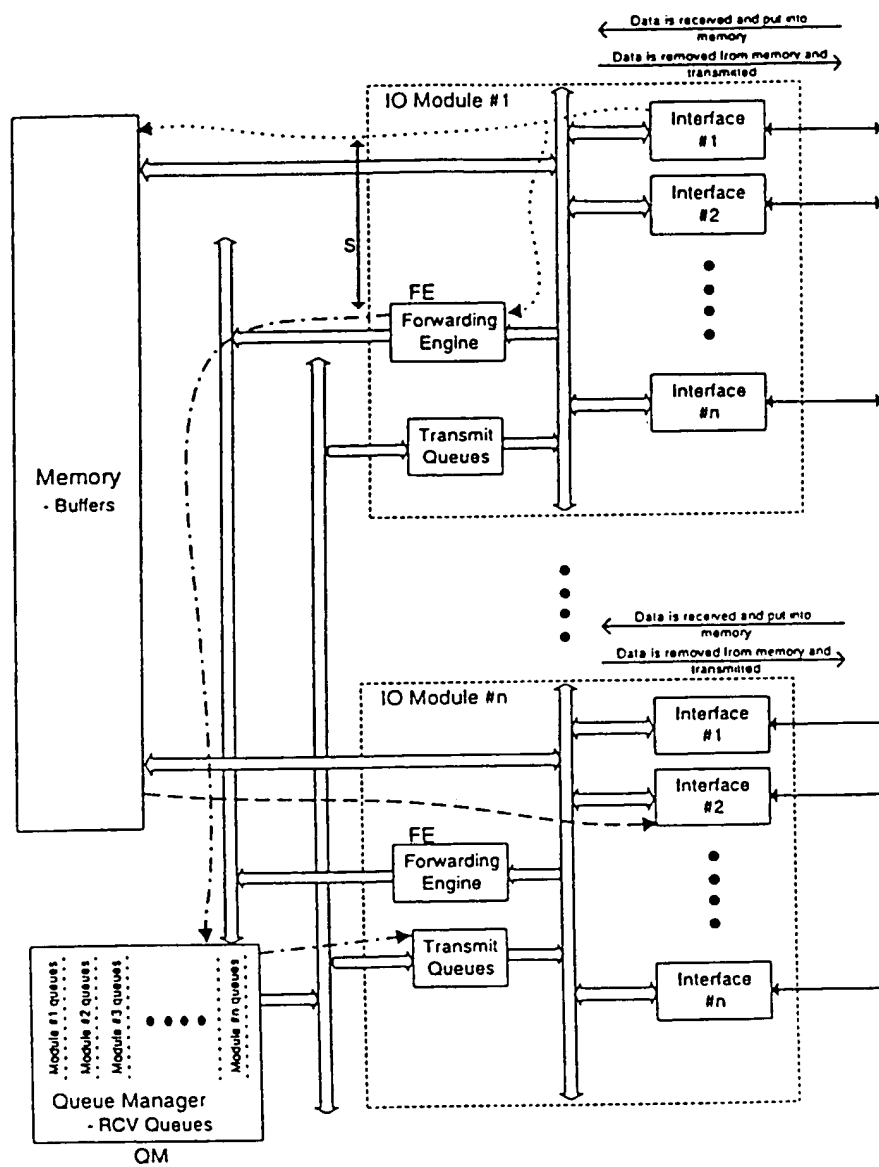 Data is received and put into
memory
Data is removed from memory and
transmitted
IO Module #1
Interface
#1
Interface
#2
S
FE
Forwarding
Engine
Interface
#n
Transmit
Queues
Memory
- Buffers
Data is received and put into
memory
Data is removed from memory and
transmitted
IO Module #n
Interface
#1
Interface
#2
FE
Forwarding
Engine
Transmit
Queues
Interface
#n
Module #1 queues
Module #2 queues
Module #3 queues
Module #n queues
Queue Manager
- RCV Queues
QM